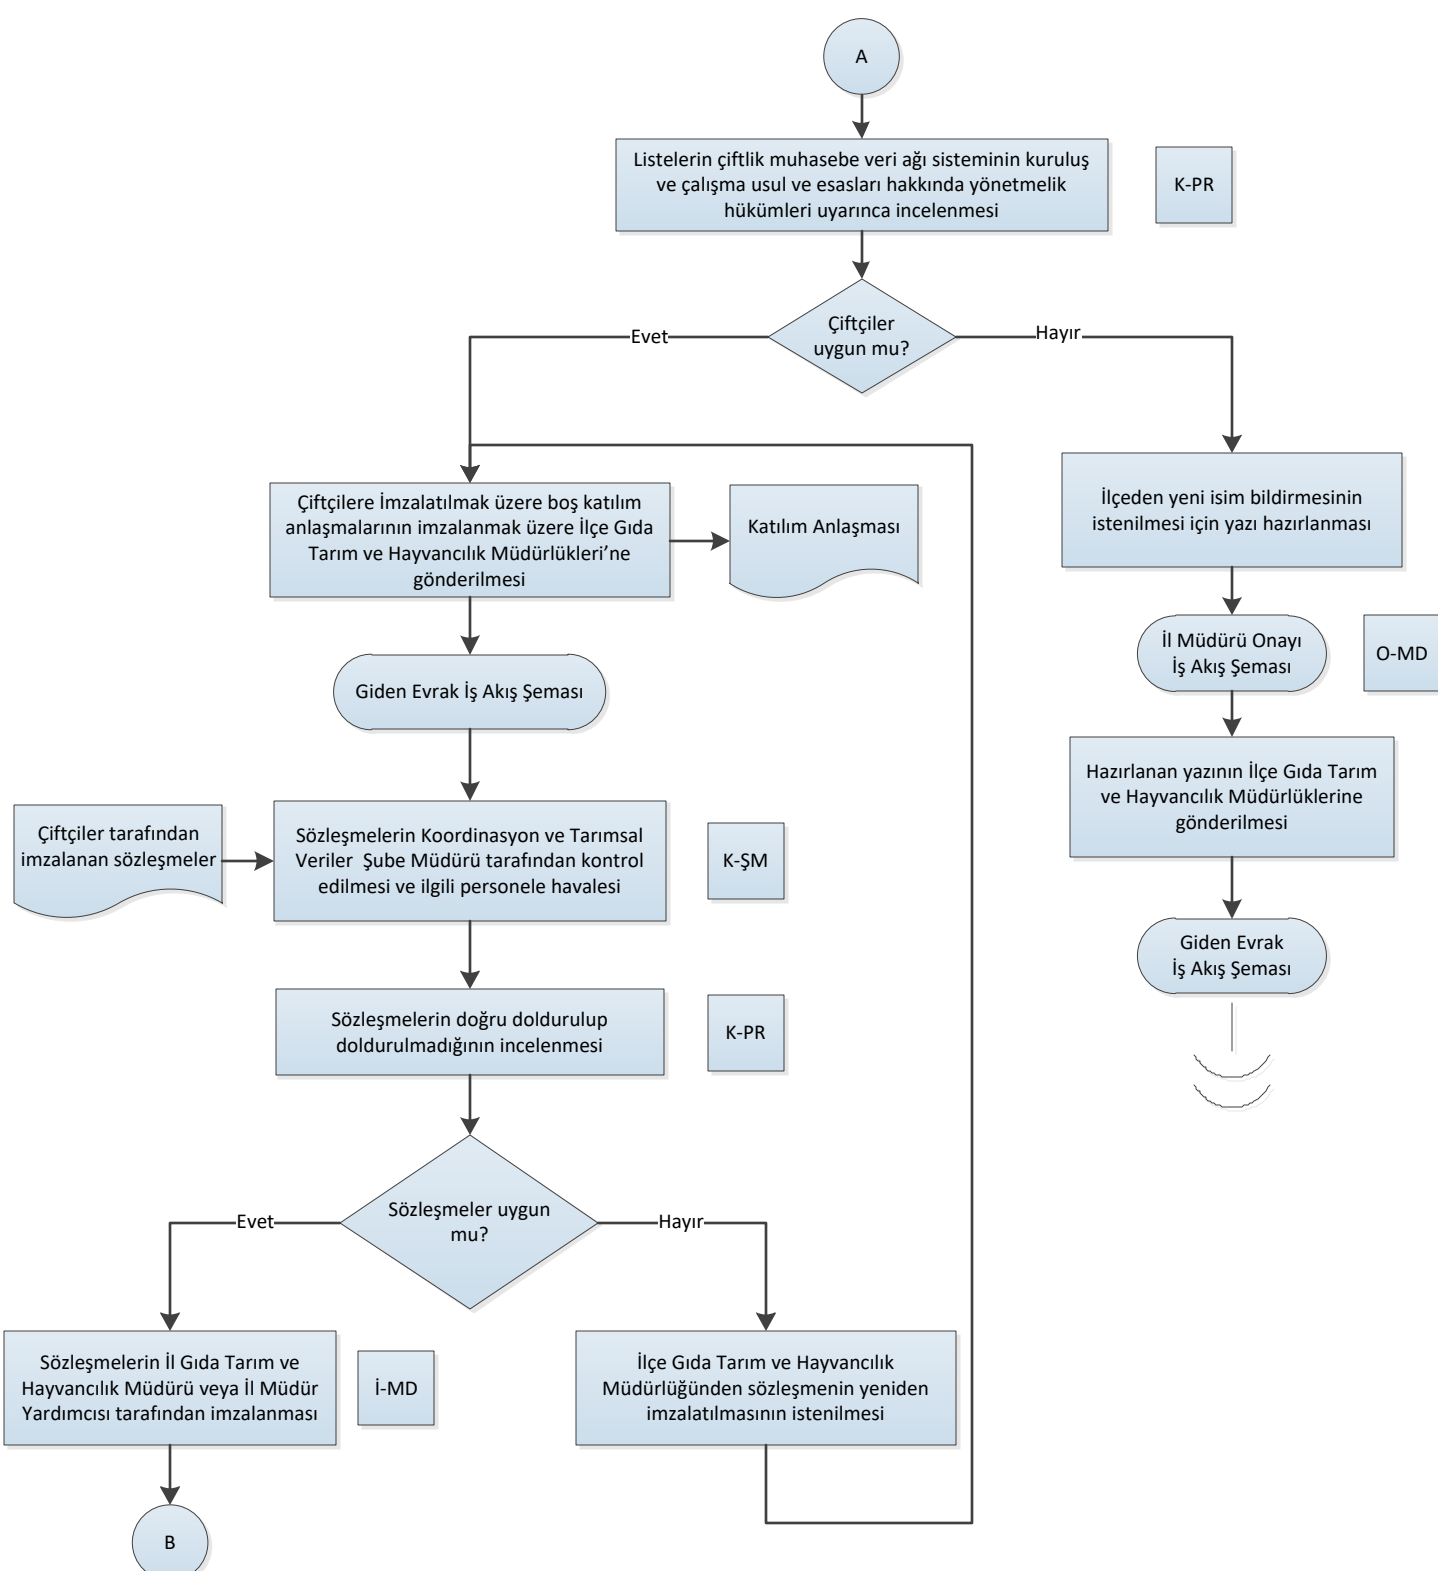 A
Listelerin çiftlik muhasebe veri ağı sisteminin kuruluş
ve çalışma usul ve esasları hakkında yönetmelik
hükümleri uyarınca incelenmesi
K-PR
Çiftçiler
uygun mu?
Evet
Hayır
Çiftçilere İmzalatılmak üzere boş katılım
anlaşmalarının imzalanmak üzere İlçe Gıda
Tarım ve Hayvancılık Müdürlükleri’ne
gönderilmesi
Katılım Anlaşması
İlçeden yeni isim bildirmesinin
istenilmesi için yazı hazırlanması
Giden Evrak İş Akış Şeması
İl Müdürü Onayı
İş Akış Şeması
O-MD
Hazırlanan yazının İlçe Gıda Tarım
ve Hayvancılık Müdürlüklerine
gönderilmesi
Çiftçiler tarafından
imzalanan sözleşmeler
Sözleşmelerin Koordinasyon ve Tarımsal
Veriler Şube Müdürü tarafından kontrol
edilmesi ve ilgili personele havalesi
K-ŞM
Giden Evrak
İş Akış Şeması
Sözleşmelerin doğru doldurulup
doldurulmadığının incelenmesi
K-PR
Sözleşmeler uygun
mu?
Evet
Hayır
Sözleşmelerin İl Gıda Tarım ve
Hayvancılık Müdürü veya İl Müdür
Yardımcısı tarafından imzalanması
İ-MD
İlçe Gıda Tarım ve Hayvancılık
Müdürlüğünden sözleşmenin yeniden
imzalatılmasının istenilmesi
B